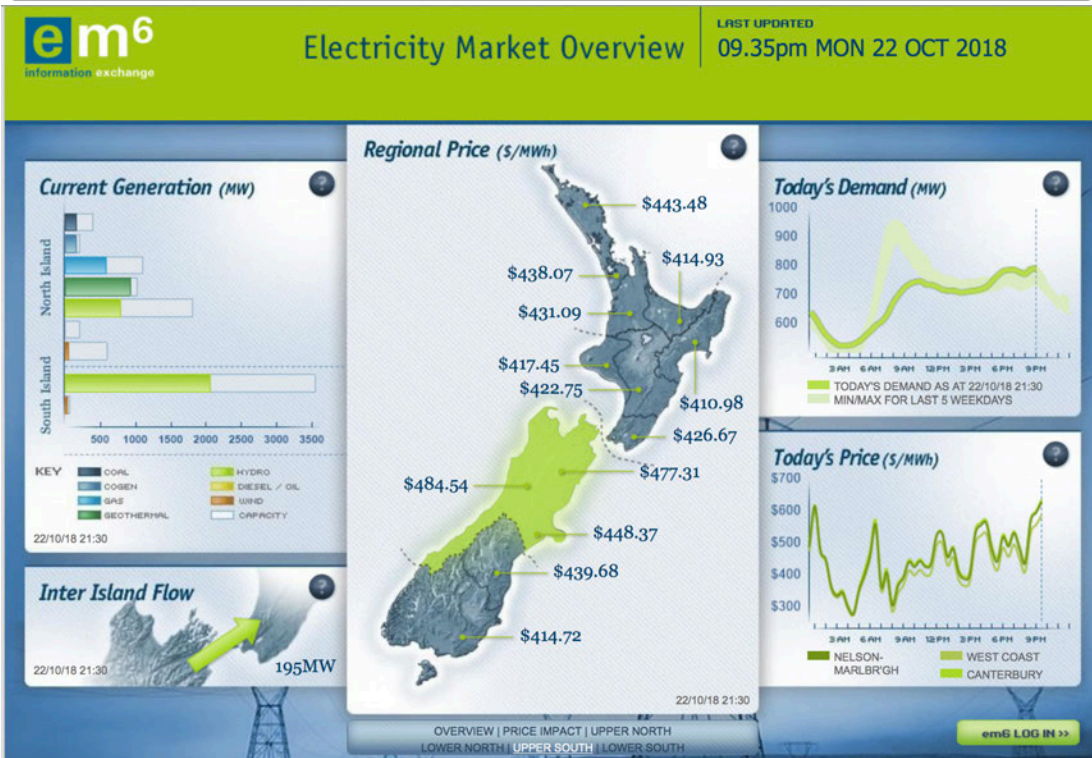 em6
information exchange
Electricity Market Overview
LAST UPDATED
09.35pm MON 22 OCT 2018
Current Generation (MW)
?
North Island
South Island
500 1000 1500 2000 2500 3000 3500
KEY
COAL
COGEN
GAS
GEOTHERMAL
HYDRO
DIESEL / OIL
WIND
CAPACITY
22/10/18 21:30
Inter Island Flow
?
22/10/18 21:30
195MW
Regional Price ($/MWh)
?
$443.48
$414.93
$438.07
$431.09
$417.45
$422.75
$410.98
$426.67
$477.31
$484.54
$448.37
$439.68
$414.72
22/10/18 21:30
OVERVIEW | PRICE IMPACT | UPPER NORTH
LOWER NORTH | UPPER SOUTH | LOWER SOUTH
Today's Demand (MW)
?
1000
900
800
700
600
3AM 6AM 9AM 12PM 3PM 6PM 9PM
TODAY'S DEMAND AS AT 22/10/18 21:30
MIN/MAX FOR LAST 5 WEEKDAYS
Today's Price ($/MWh)
?
$700
$600
$500
$400
$300
3AM 6AM 9AM 12PM 3PM 6PM 9PM
NELSON-
MARLBR'GH
WEST COAST
CANTERBURY
em6 LOG IN >>